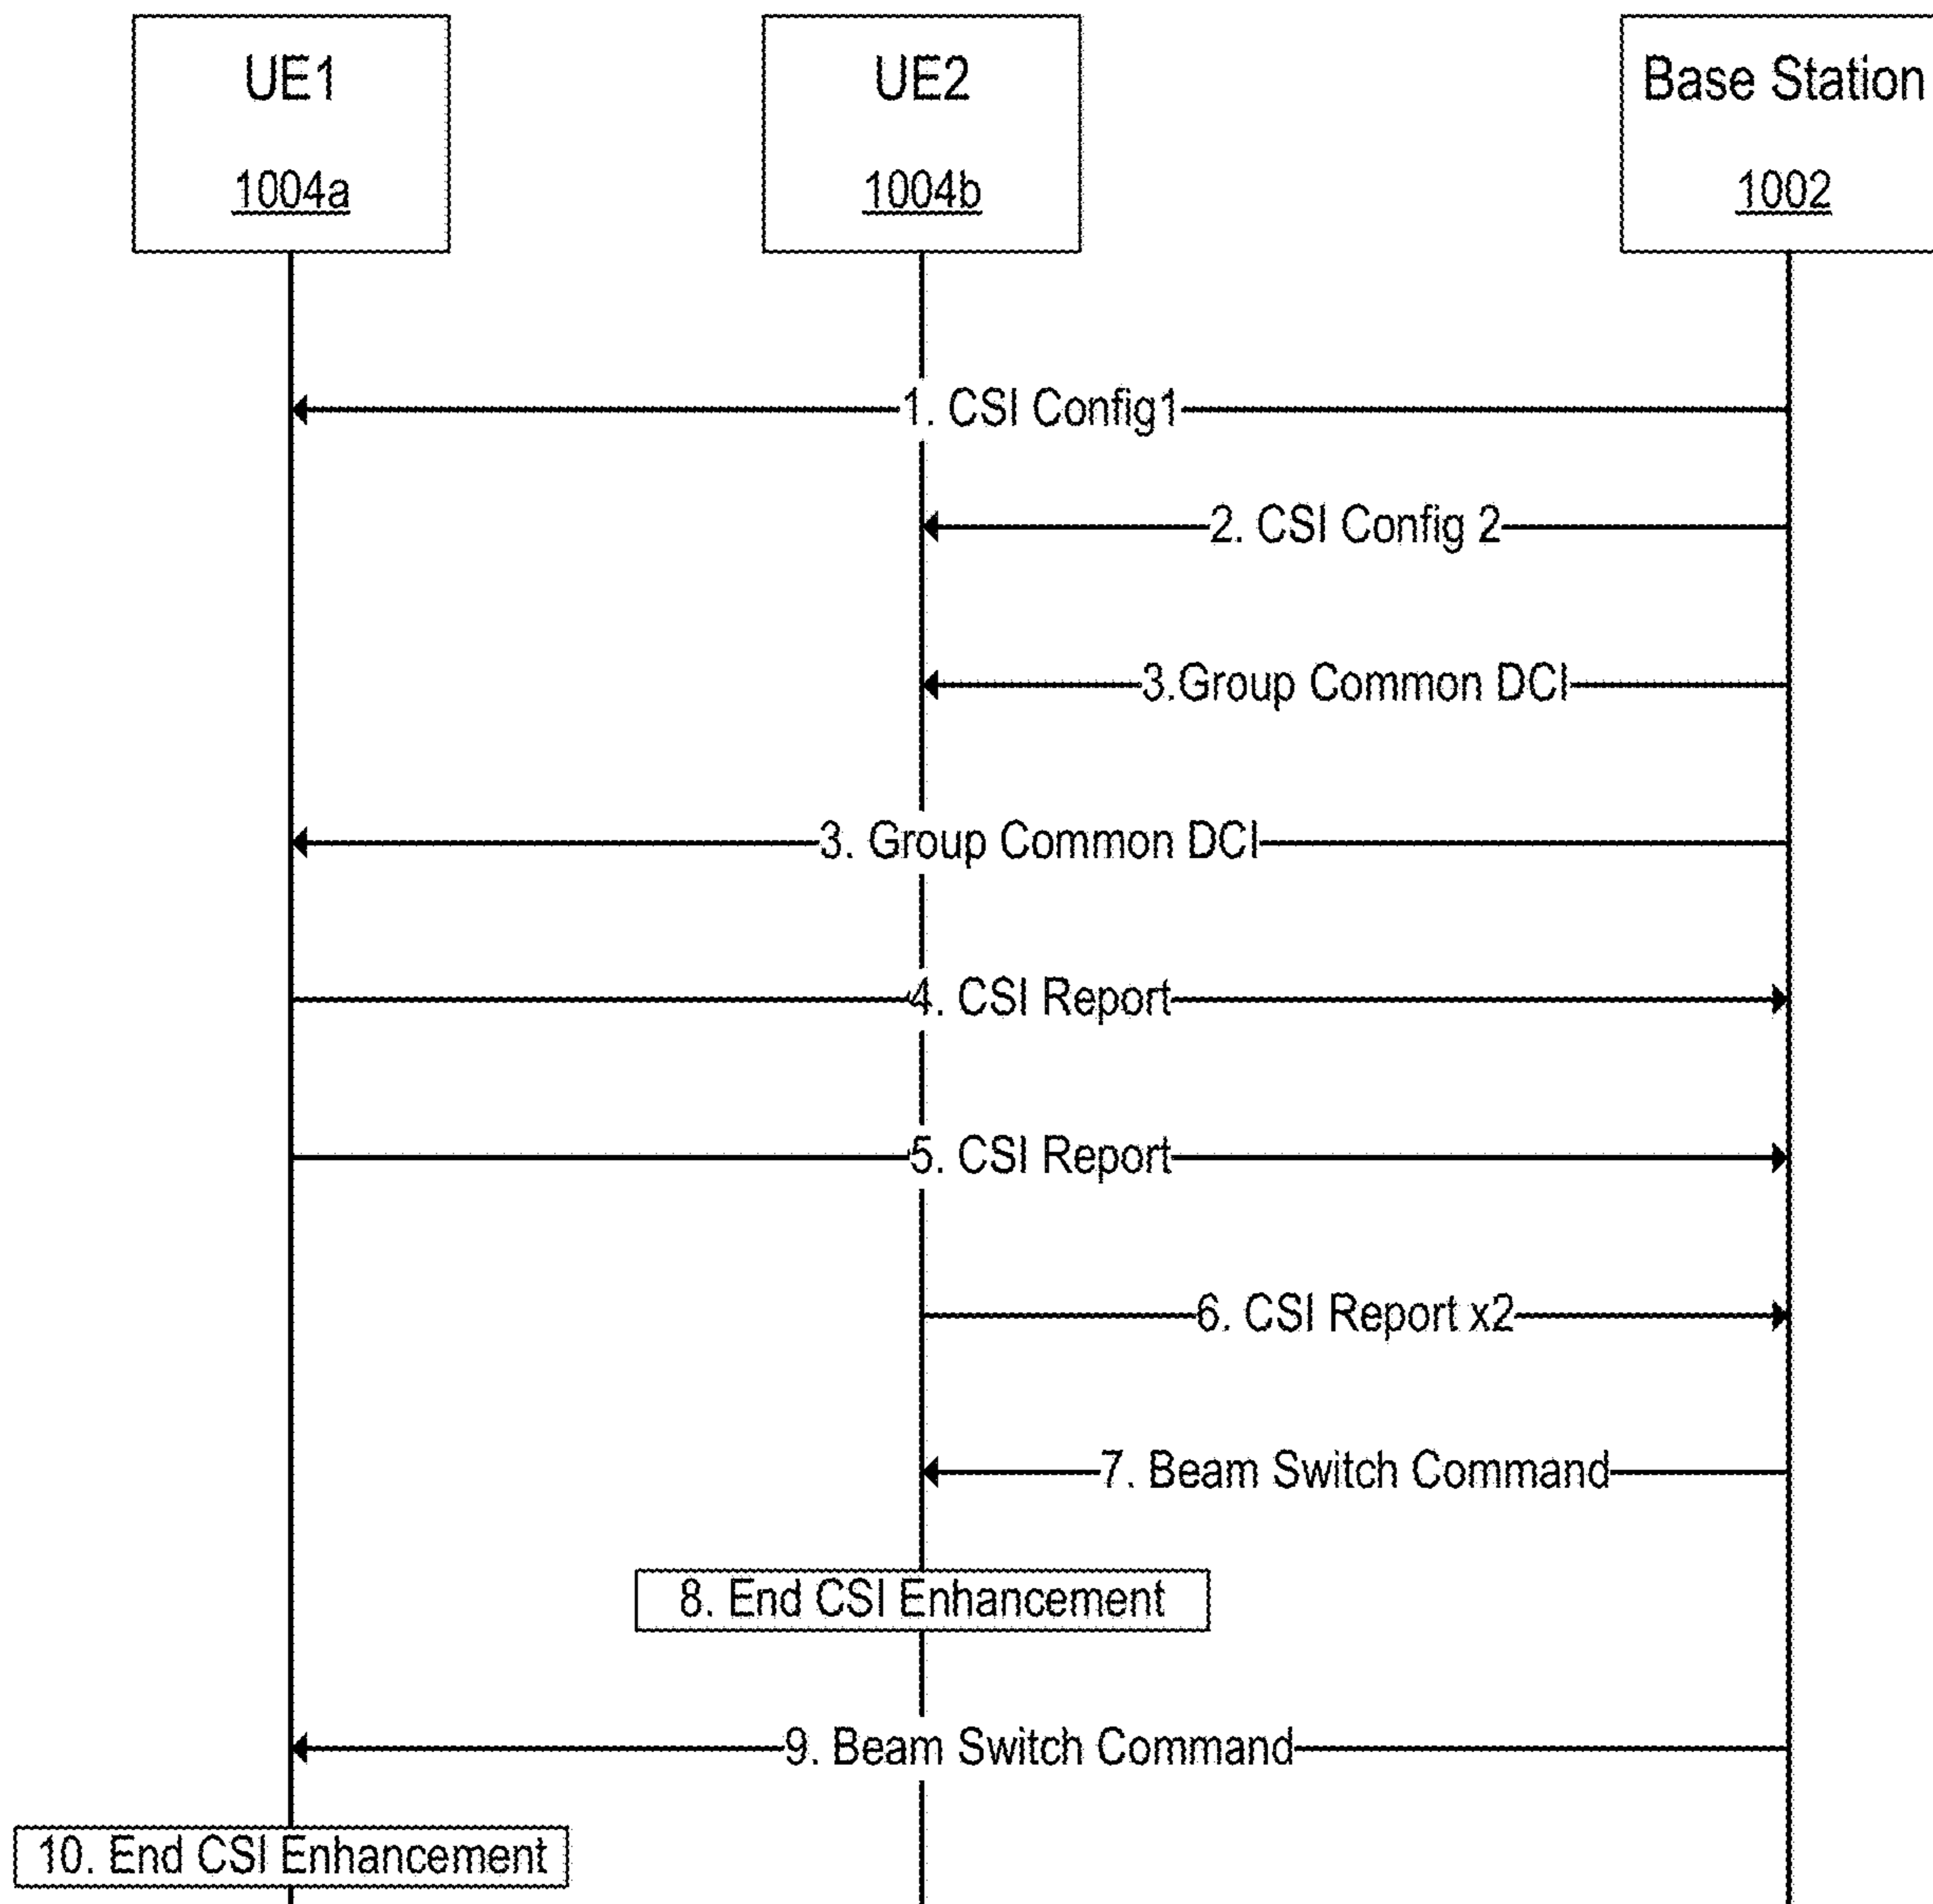 UE1
1004a
UE2
1004b
Base Station
1002
1. CSI Config1
2. CSI Config 2
3.Group Common DCI
3. Group Common DCI
4. CSI Report
5. CSI Report
6. CSI Report x2
7. Beam Switch Command
8. End CSI Enhancement
9. Beam Switch Command
10. End CSI Enhancement